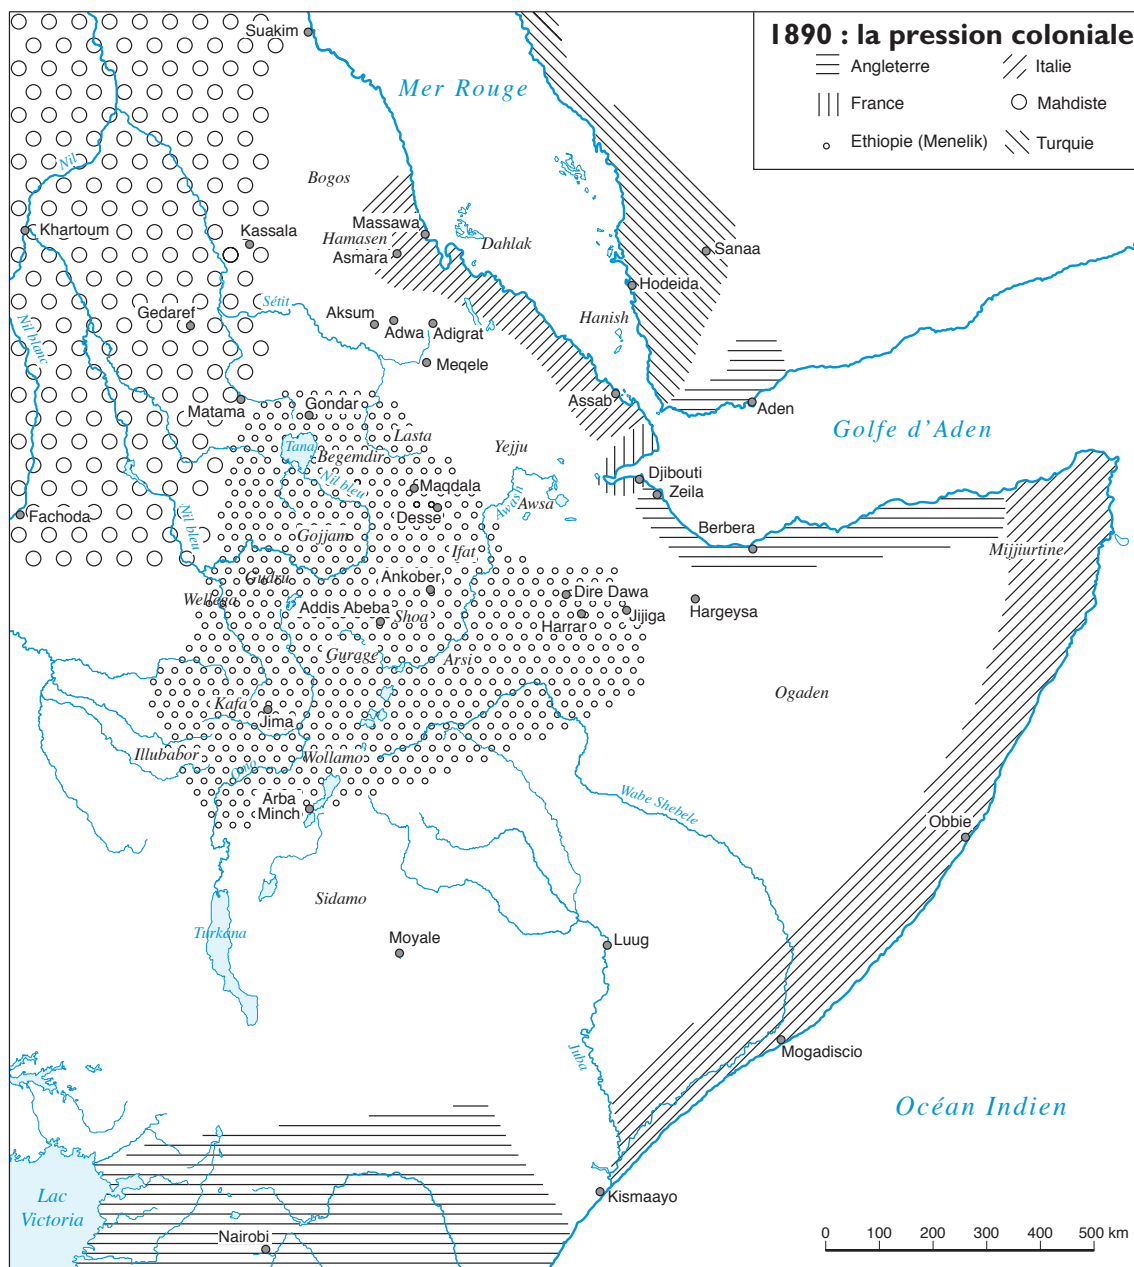 1890 : la pression coloniale
Angleterre
Italie
France
Mahdiste
Ethiopie (Menelik)
Turquie
Suakim
Mer Rouge
Nil
Bogos
Khartoum
Kassala
Massawa
Hamasen
Asmara
Dahlak
Sanaa
Hodeida
Sétit
Gedaref
Nil blanc
Aksum
Adwa
Adigrat
Hanish
Meqele
Matama
Gondar
Assab
Aden
Golfe d'Aden
Lasta
Tana
Begemdir
Yejju
Nil bleu
Maqdala
Djibouti
Zeila
Awash
Awsa
Desse
Fachoda
Nil bleu
Gojjam
Berbera
Ifat
Mijjiurtine
Gudru
Ankober
Dire Dawa
Wellaga
Addis Abeba
Shoa
Harrar
Jijiga
Hargeysa
Gurage
Arsi
Ogaden
Kafa
Jima
Illubabor
Wollamo
Omo
Arba
Minch
Wabe Shebele
Obbie
Sidamo
Turkana
Moyale
Luug
Juba
Mogadiscio
Océan Indien
Lac
Victoria
Kismaayo
Nairobi
0 100 200 300 400 500 km